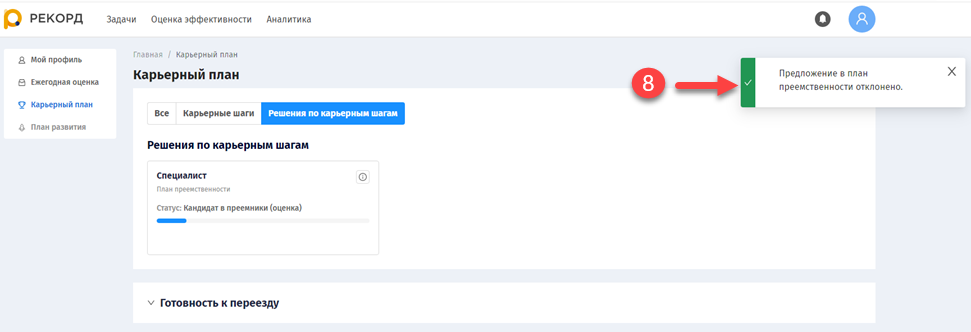 РЕКОРД
Задачи
Оценка эффективности
Аналитика
Мой профиль
Ежегодная оценка
Карьерный план
План развития
Главная / Карьерный план
Карьерный план
8
Предложение в план
преемственности отклонено.
Все
Карьерные шаги
Решения по карьерным шагам
Решения по карьерным шагам
Специалист
План преемственности
Статус: Кандидат в преемники (оценка)
Готовность к переезду